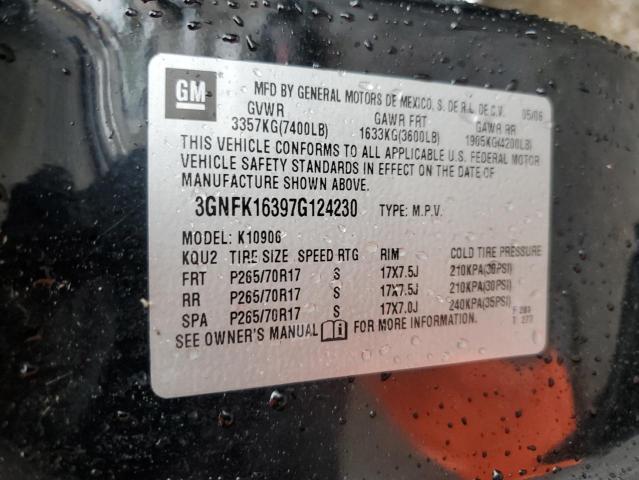 GM
MFD BY GENERAL MOTORS DE MEXICO, S. DE R.L. DE C.V. 05/06
GVWR GAWR FRT GAWR RR
3357KG(7400LB) 1633KG(3600LB) 1905KG(4200LB)
THIS VEHICLE CONFORMS TO ALL APPLICABLE U.S. FEDERAL MOTOR
VEHICLE SAFETY STANDARDS IN EFFECT ON THE DATE OF
MANUFACTURE SHOWN ABOVE.
3GNFK16397G124230 TYPE: M.P.V.
MODEL: K10906
KQU2 TIRE SIZE SPEED RTG RIM COLD TIRE PRESSURE
FRT P265/70R17 S 17X7.5J 210KPA(30PSI)
RR P265/70R17 S 17X7.5J 210KPA(30PSI)
SPA P265/70R17 S 17X7.0J 240KPA(35PSI)
SEE OWNER'S MANUAL FOR MORE INFORMATION.
T 277